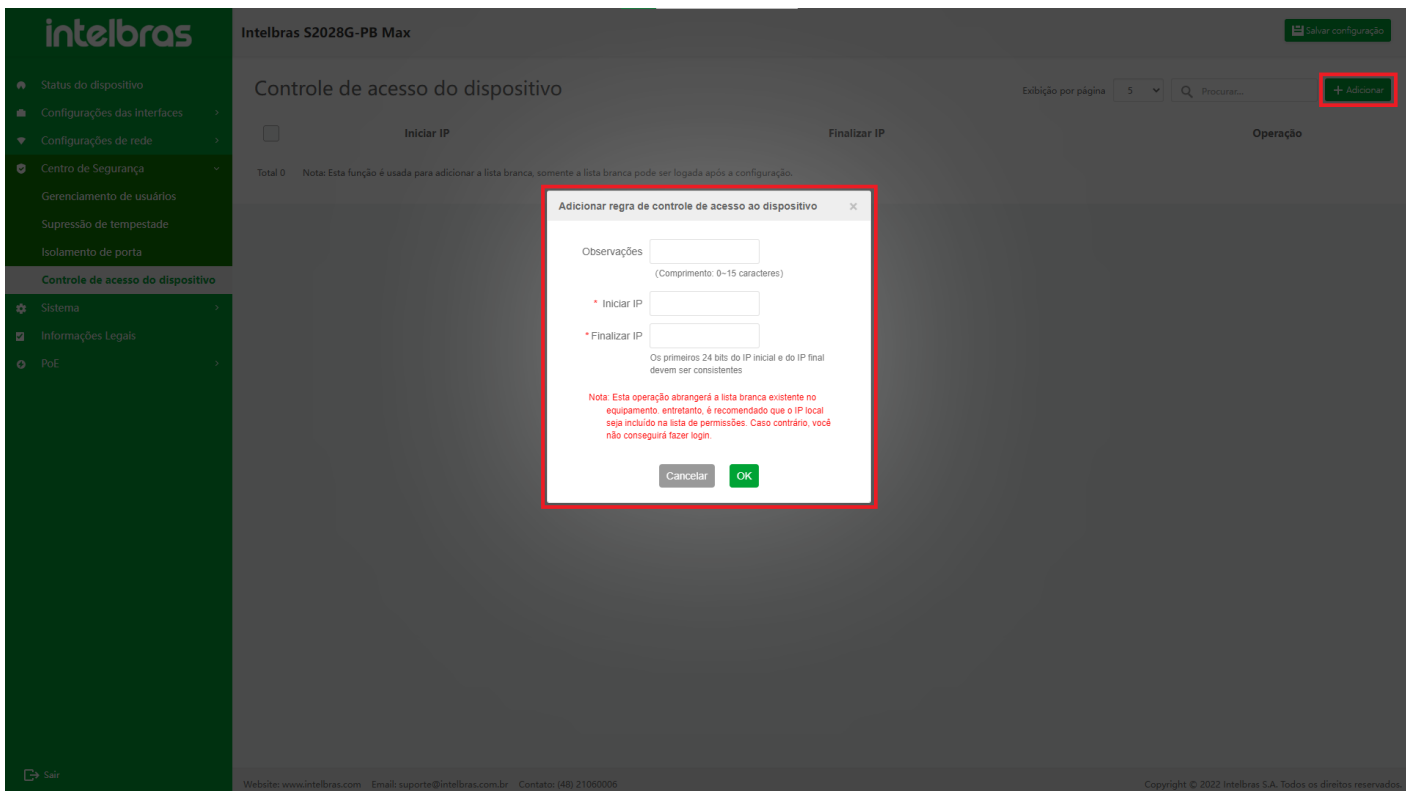 intelbras
Intelbras S2028G-PB Max
Salvar configuração
Status do dispositivo
Configurações das interfaces
Configurações de rede
Centro de Segurança
Gerenciamento de usuários
Supressão de tempestade
Isolamento de porta
Controle de acesso do dispositivo
Sistema
Informações Legais
PoE
Sair
Controle de acesso do dispositivo
Exibição por página 5 Procurar... + Adicionar
Iniciar IP Finalizar IP Operação
Total 0 Nota: Esta função é usada para adicionar a lista branca, somente a lista branca pode ser logada após a configuração.
Adicionar regra de controle de acesso ao dispositivo ×
Observações
(Comprimento: 0~15 caracteres)
* Iniciar IP
* Finalizar IP
Os primeiros 24 bits do IP inicial e do IP final
devem ser consistentes
Nota: Esta operação abrangerá a lista branca existente no
equipamento. entretanto, é recomendado que o IP local
seja incluído na lista de permissões. Caso contrário, você
não conseguirá fazer login.
Cancelar OK
Website: www.intelbras.com Email: suporte@intelbras.com.br Contato: (48) 21060006
Copyright © 2022 Intelbras S.A. Todos os direitos reservados.